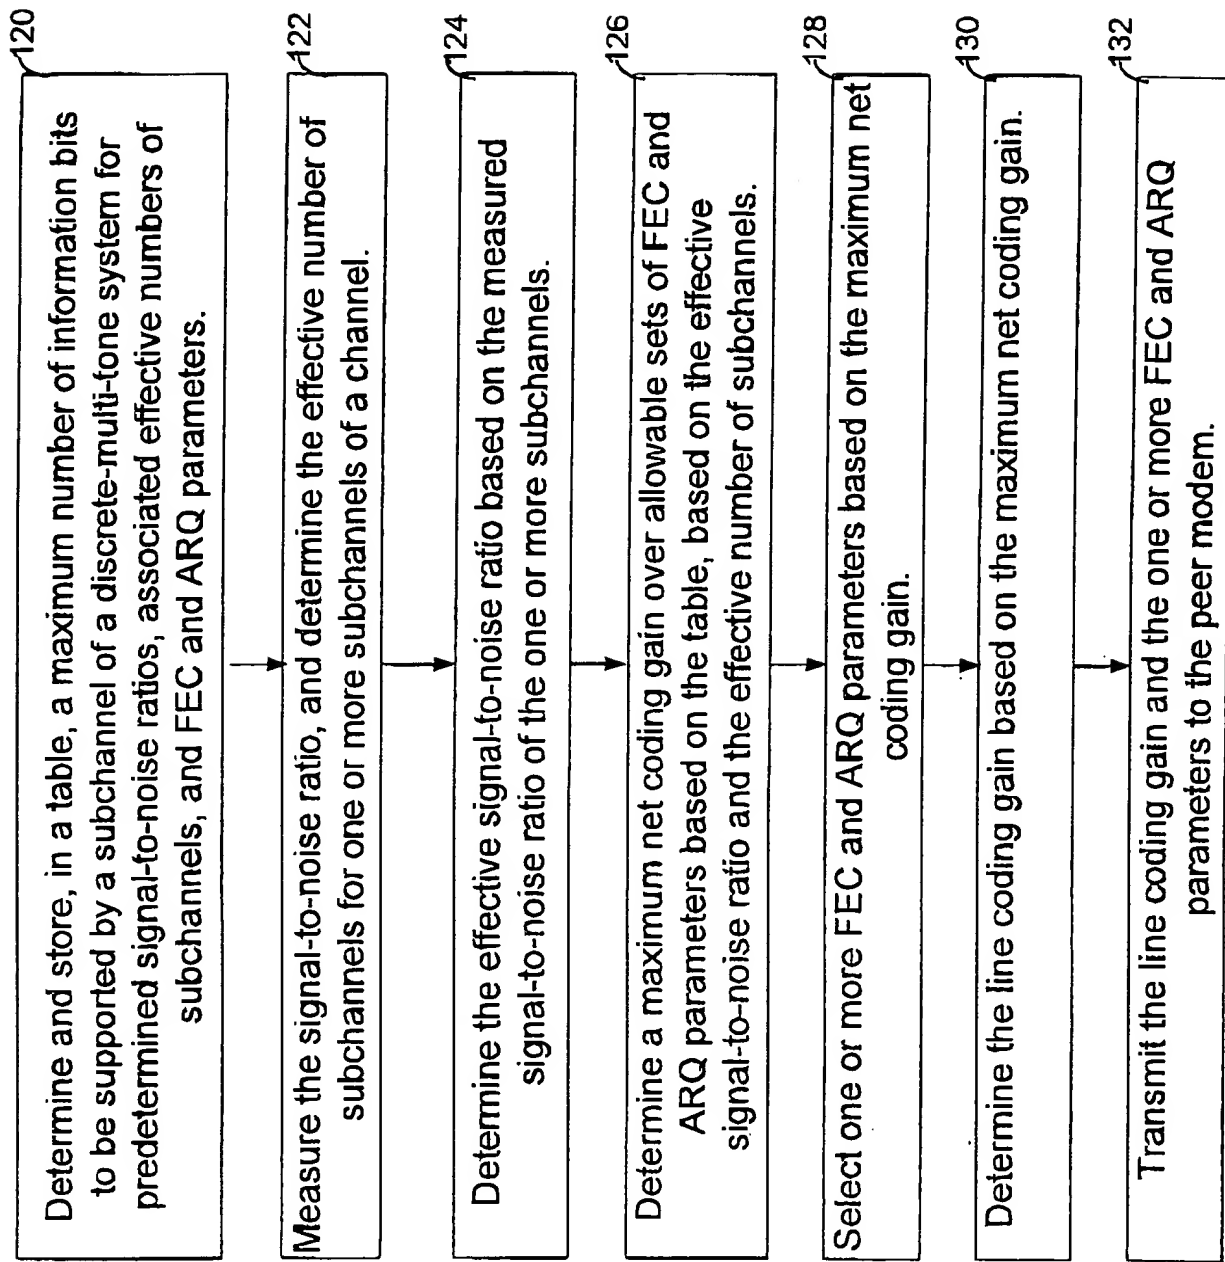 120
Determine and store, in a table, a maximum number of information bits
to be supported by a subchannel of a discrete-multi-tone system for
predetermined signal-to-noise ratios, associated effective numbers of
subchannels, and FEC and ARQ parameters.
122
Measure the signal-to-noise ratio, and determine the effective number of
subchannels for one or more subchannels of a channel.
124
Determine the effective signal-to-noise ratio based on the measured
signal-to-noise ratio of the one or more subchannels.
126
Determine a maximum net coding gain over allowable sets of FEC and
ARQ parameters based on the table, based on the effective
signal-to-noise ratio and the effective number of subchannels.
128
Select one or more FEC and ARQ parameters based on the maximum net
coding gain.
130
Determine the line coding gain based on the maximum net coding gain.
132
Transmit the line coding gain and the one or more FEC and ARQ
parameters to the peer modem.